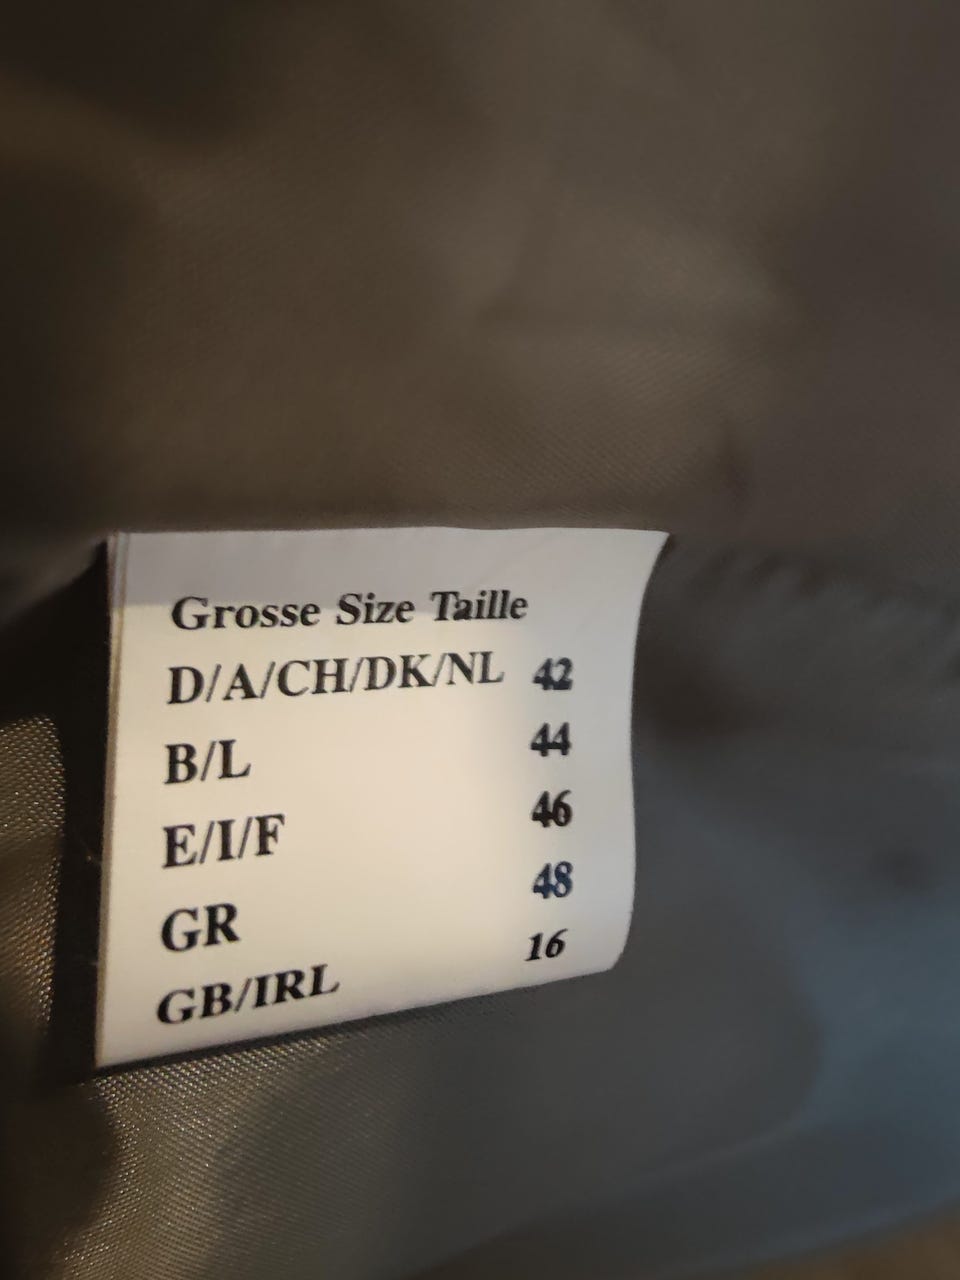 Grosse Size Taille
D/A/CH/DK/NL 42
B/L 44
E/I/F 46
GR 48
GB/IRL 16